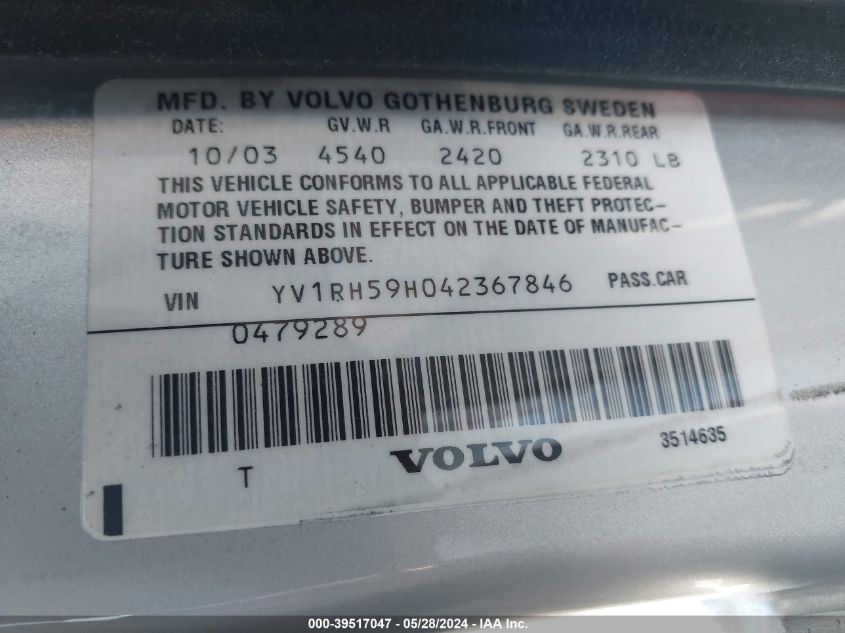 MFD. BY VOLVO GOTHENBURG SWEDEN
DATE: GV.W.R GA.W.R.FRONT GA.W.R.REAR
10/03 4540 2420 2310 LB
THIS VEHICLE CONFORMS TO ALL APPLICABLE FEDERAL
MOTOR VEHICLE SAFETY, BUMPER AND THEFT PROTEC-
TION STANDARDS IN EFFECT ON THE DATE OF MANUFAC-
TURE SHOWN ABOVE.
VIN YV1RH59H042367846 PASS.CAR
0479289
T VOLVO 3514635
000-39517047 - 05/28/2024 - IAA Inc.